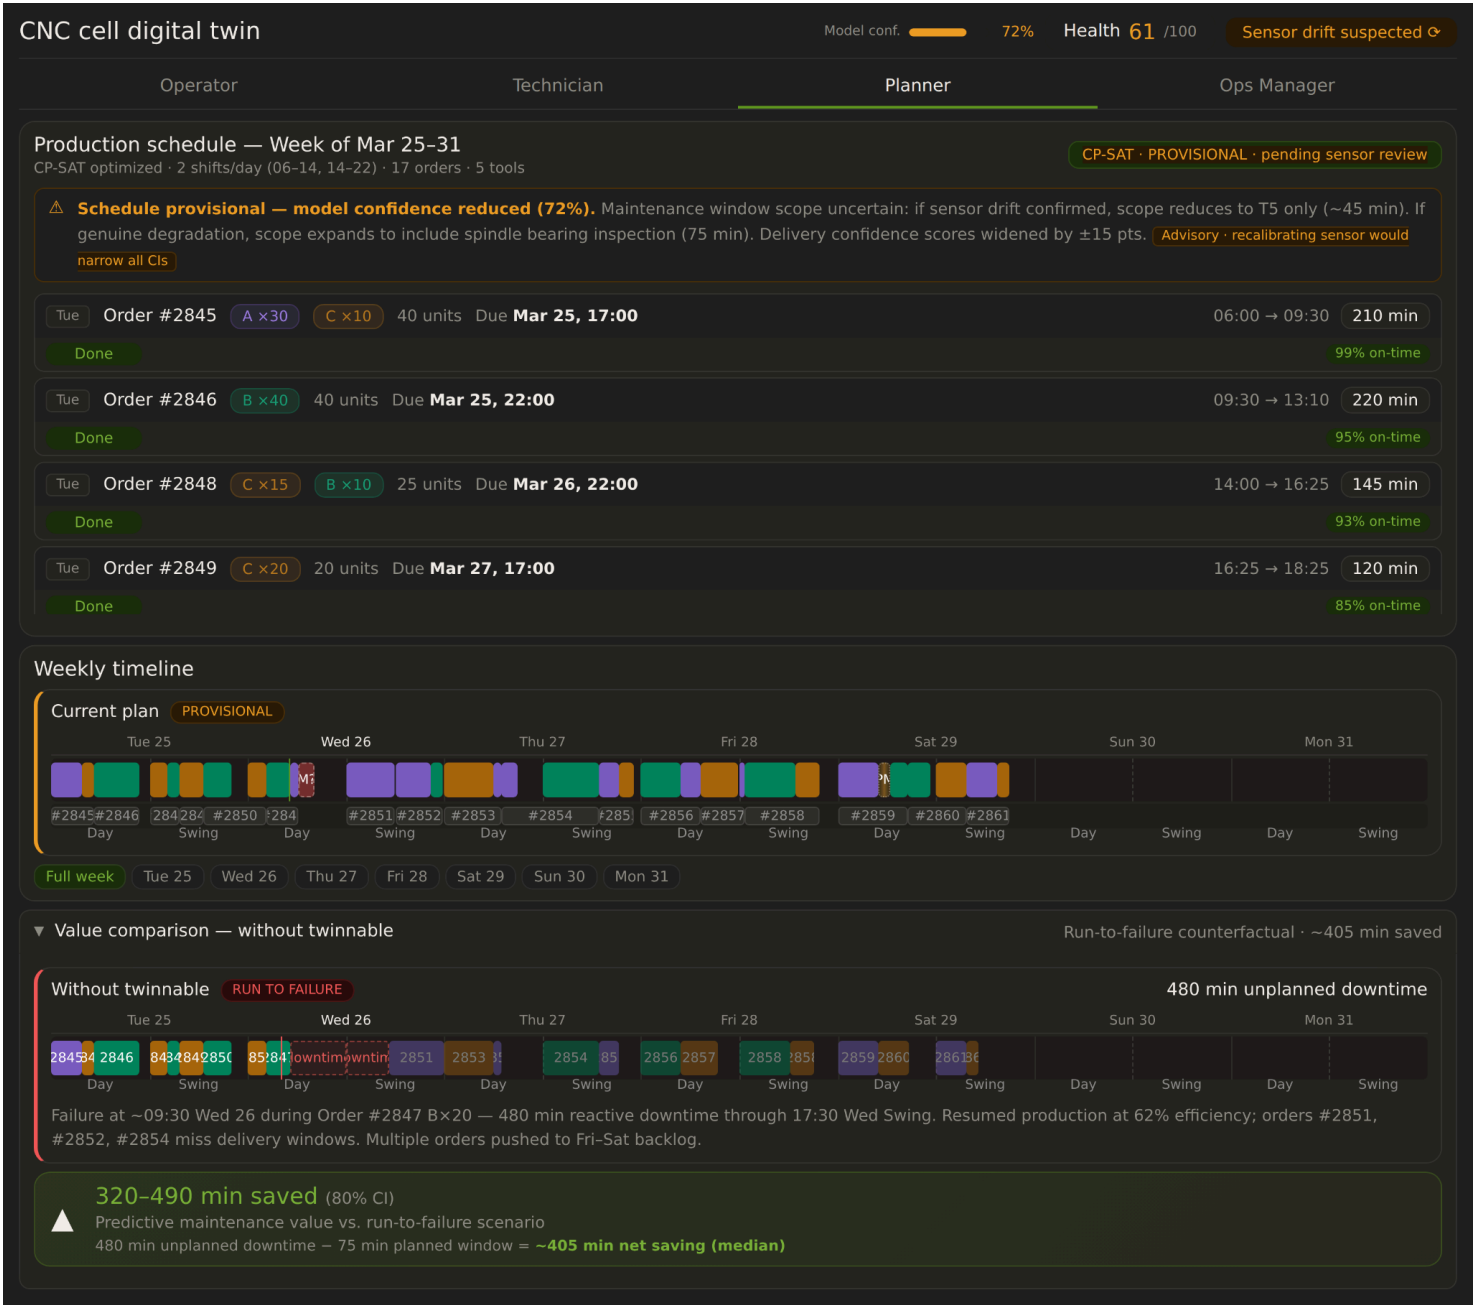 CNC cell digital twin
Model conf. 72% Health 61 /100 Sensor drift suspected ⟳
Operator Technician Planner Ops Manager
Production schedule — Week of Mar 25–31
CP-SAT optimized · 2 shifts/day (06–14, 14–22) · 17 orders · 5 tools
CP-SAT · PROVISIONAL · pending sensor review
⚠ Schedule provisional — model confidence reduced (72%). Maintenance window scope uncertain: if sensor drift confirmed, scope reduces to T5 only (~45 min). If
genuine degradation, scope expands to include spindle bearing inspection (75 min). Delivery confidence scores widened by ±15 pts. Advisory · recalibrating sensor would
narrow all CIs
Tue Order #2845 A ×30 C ×10 40 units Due Mar 25, 17:00 06:00 → 09:30 210 min
Done 99% on-time
Tue Order #2846 B ×40 40 units Due Mar 25, 22:00 09:30 → 13:10 220 min
Done 95% on-time
Tue Order #2848 C ×15 B ×10 25 units Due Mar 26, 22:00 14:00 → 16:25 145 min
Done 93% on-time
Tue Order #2849 C ×20 20 units Due Mar 27, 17:00 16:25 → 18:25 120 min
Done 85% on-time
Weekly timeline
Current plan PROVISIONAL
Tue 25 Wed 26 Thu 27 Fri 28 Sat 29 Sun 30 Mon 31
#2845 #2846 #2850 #2851 #2852 #2853 #2854 #2856 #2857 #2858 #2859 #2860 #2861
Day Swing Day Swing Day Swing Day Swing Day Swing Day Swing Day Swing
Full week Tue 25 Wed 26 Thu 27 Fri 28 Sat 29 Sun 30 Mon 31
▼ Value comparison — without twinnable
Run-to-failure counterfactual · ~405 min saved
Without twinnable RUN TO FAILURE 480 min unplanned downtime
Tue 25 Wed 26 Thu 27 Fri 28 Sat 29 Sun 30 Mon 31
2845 2846 2850 2851 2853 2854 2856 2857 2858 2859 2860 2861
Day Swing Day Swing Day Swing Day Swing Day Swing Day Swing Day Swing
Failure at ~09:30 Wed 26 during Order #2847 B×20 — 480 min reactive downtime through 17:30 Wed Swing. Resumed production at 62% efficiency; orders #2851,
#2852, #2854 miss delivery windows. Multiple orders pushed to Fri–Sat backlog.
320–490 min saved (80% CI)
Predictive maintenance value vs. run-to-failure scenario
480 min unplanned downtime − 75 min planned window = ~405 min net saving (median)